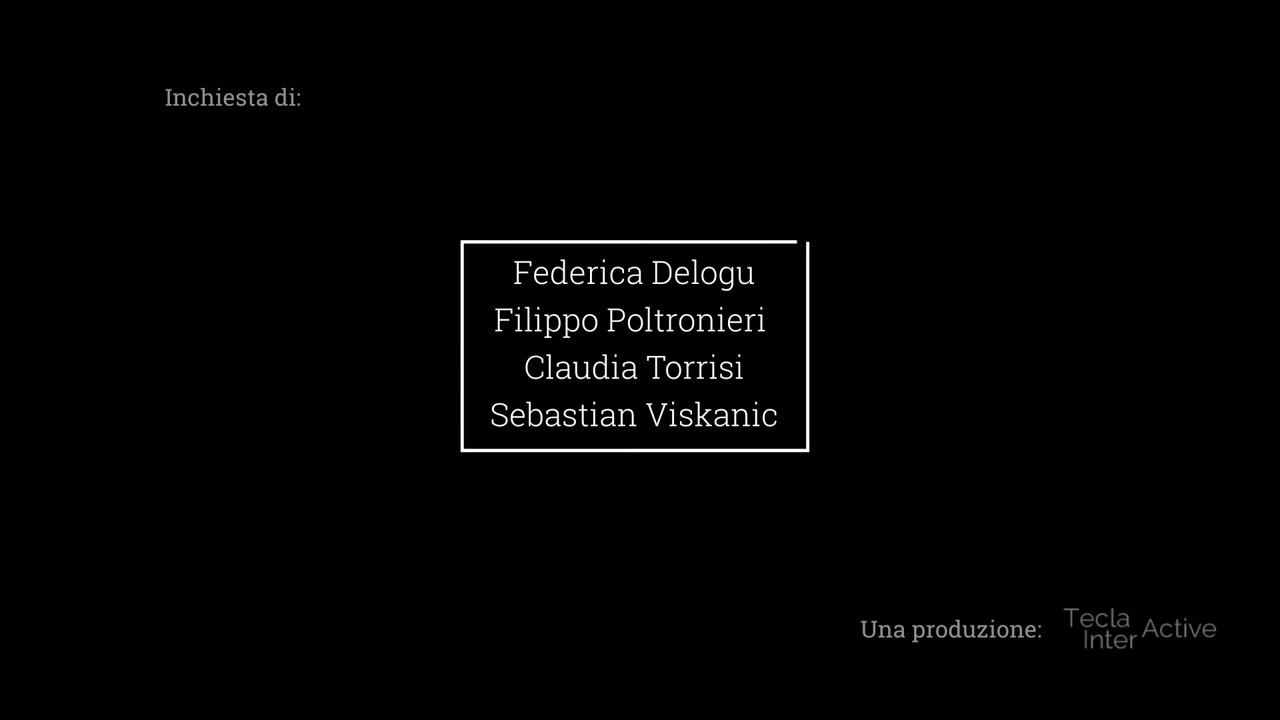 Inchiesta di:
Federica Delogu
Filippo Poltronieri
Claudia Torrisi
Sebastian Viskanic
Una produzione:
Tecla
Inter Active